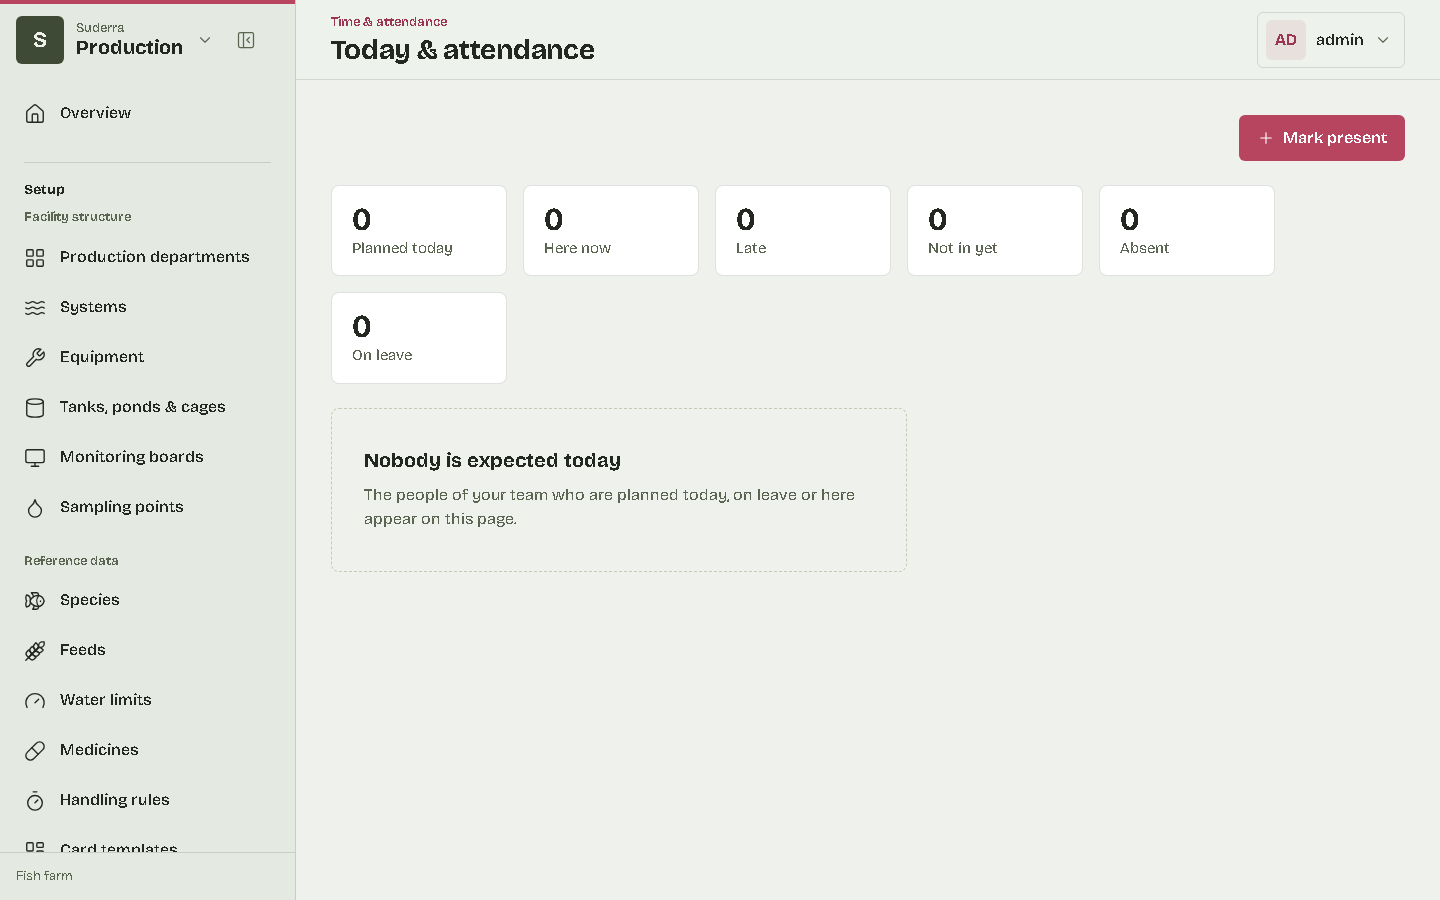 S
Suderra
Production
Overview
Setup
Facility structure
Production departments
Systems
Equipment
Tanks, ponds & cages
Monitoring boards
Sampling points
Reference data
Species
Feeds
Water limits
Medicines
Handling rules
Card templates
Fish farm
Time & attendance
Today & attendance
AD
admin
Mark present
0
Planned today
0
Here now
0
Late
0
Not in yet
0
Absent
0
On leave
Nobody is expected today
The people of your team who are planned today, on leave or here
appear on this page.